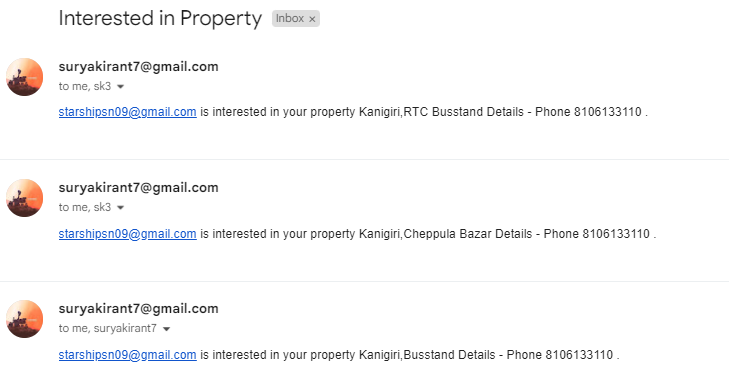 Interested in Property Inbox ×
suryakirant7@gmail.com
to me, sk3
starshipsn09@gmail.com is interested in your property Kanigiri,RTC Busstand Details - Phone 8106133110 .
suryakirant7@gmail.com
to me, sk3
starshipsn09@gmail.com is interested in your property Kanigiri,Cheppula Bazar Details - Phone 8106133110 .
suryakirant7@gmail.com
to me, suryakirant7
starshipsn09@gmail.com is interested in your property Kanigiri,Busstand Details - Phone 8106133110 .